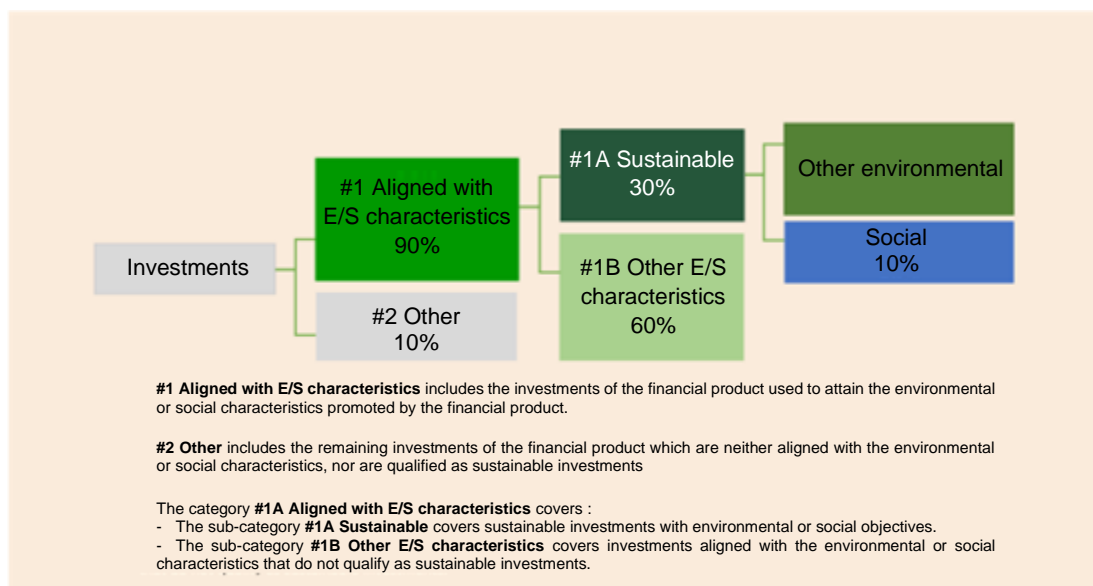 Investments
#1 Aligned with
E/S characteristics
90%
#2 Other
10%
#1A Sustainable
30%
#1B Other E/S
characteristics
60%
Other environmental
Social
10%
#1 Aligned with E/S characteristics includes the investments of the financial product used to attain the environmental
or social characteristics promoted by the financial product.
#2 Other includes the remaining investments of the financial product which are neither aligned with the environmental
or social characteristics, nor are qualified as sustainable investments
The category #1A Aligned with E/S characteristics covers :
- The sub-category #1A Sustainable covers sustainable investments with environmental or social objectives.
- The sub-category #1B Other E/S characteristics covers investments aligned with the environmental or social
characteristics that do not qualify as sustainable investments.